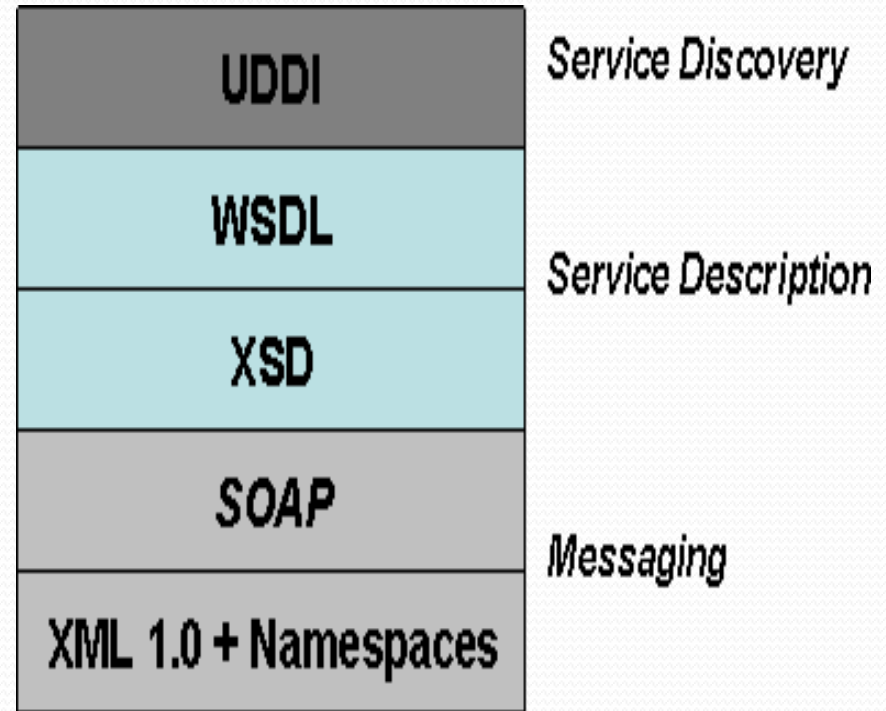 UDDI
Service Discovery
WSDL
Service Description
XSD
SOAP
Messaging
XML 1.0 + Namespaces